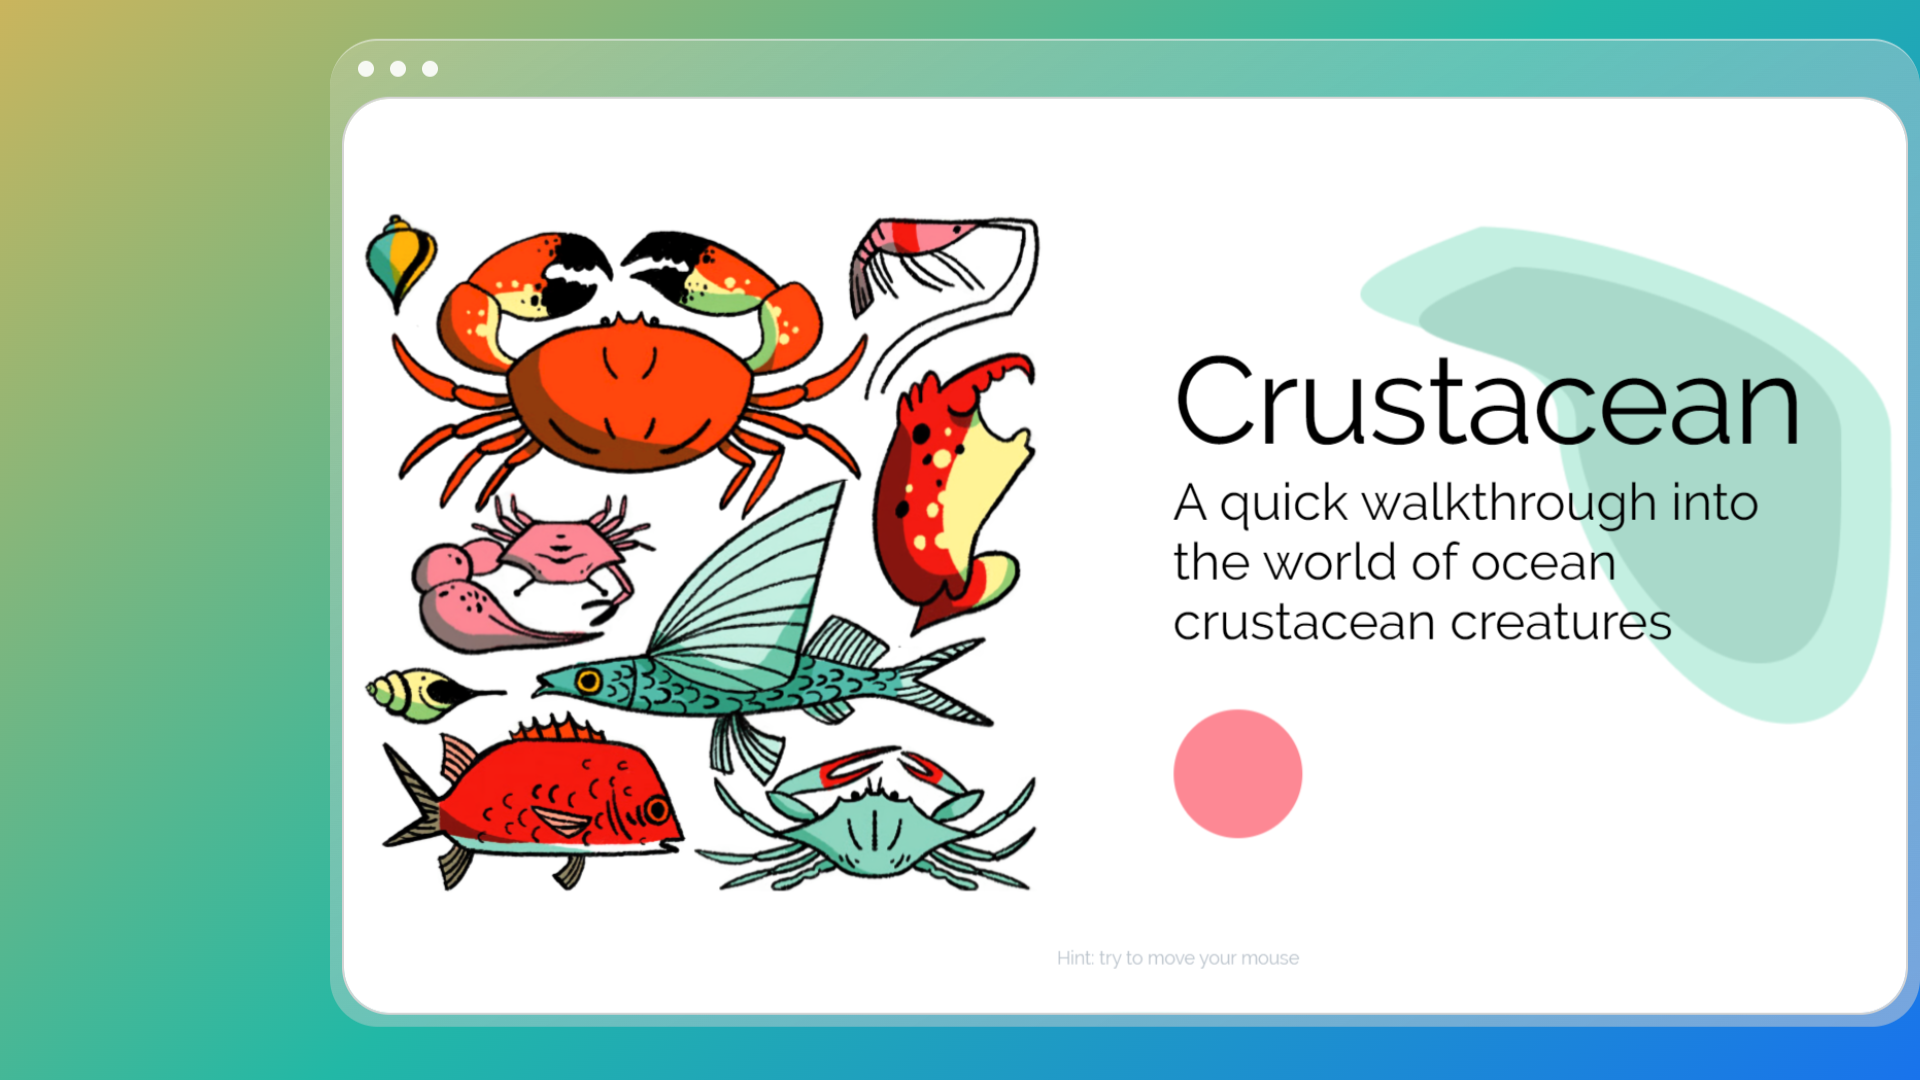 Crustacean
A quick walkthrough into
the world of ocean
crustacean creatures
Hint: try to move your mouse